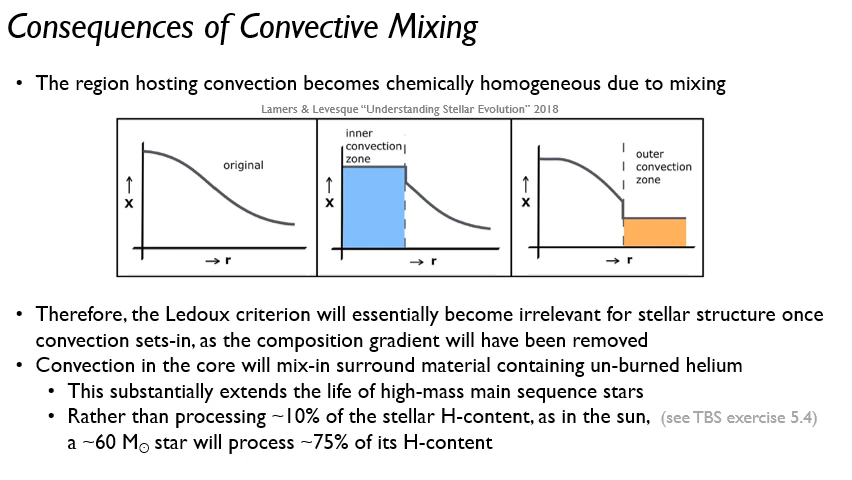 Consequences of Convective Mixing
• The region hosting convection becomes chemically homogeneous due to mixing
Lamers & Levesque “Understanding Stellar Evolution” 2018
original
↑
x
→ r
inner
convection
zone
↑
x
→ r
outer
convection
zone
↑
x
→ r
• Therefore, the Ledoux criterion will essentially become irrelevant for stellar structure once
convection sets-in, as the composition gradient will have been removed
• Convection in the core will mix-in surround material containing un-burned helium
• This substantially extends the life of high-mass main sequence stars
• Rather than processing ~10% of the stellar H-content, as in the sun, (see TBS exercise 5.4)
a ~60 M☉ star will process ~75% of its H-content